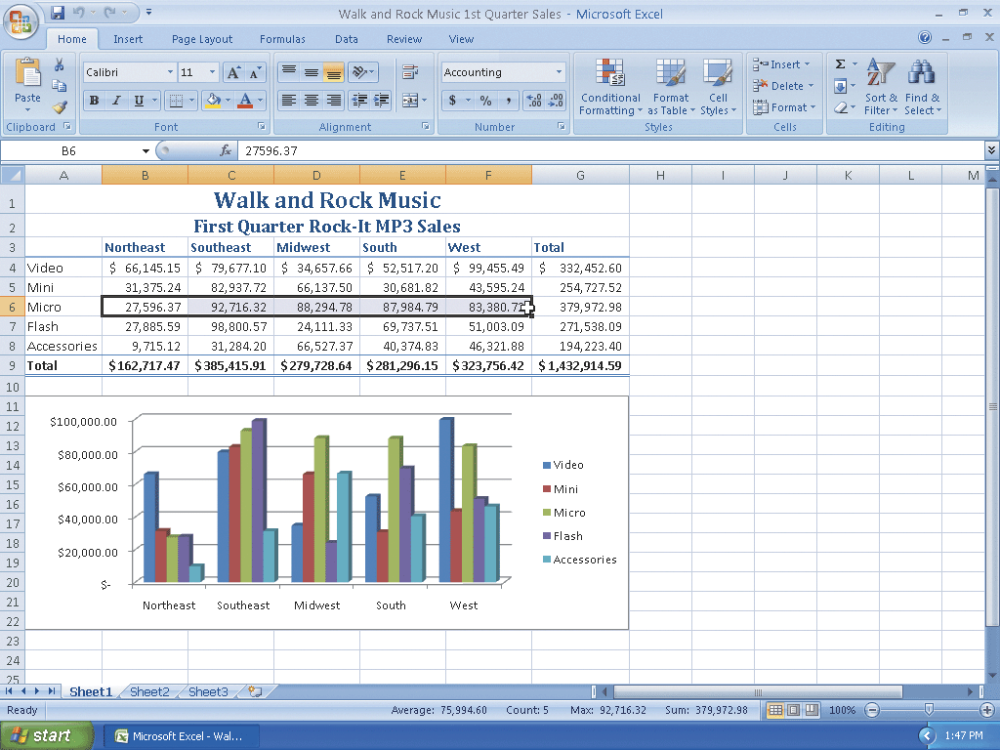 Walk and Rock Music 1st Quarter Sales - Microsoft Excel
Home Insert Page Layout Formulas Data Review View
Calibri 11 Accounting Insert Σ
Paste B I U $ % , Conditional Formatting Format as Table Cell Styles Delete Format Sort & Filter Find & Select
Clipboard Font Alignment Number Styles Cells Editing
B6 fx 27596.37
A B C D E F G H I J K L M
1 Walk and Rock Music
2 First Quarter Rock-It MP3 Sales
3 Northeast Southeast Midwest South West Total
4 Video $ 66,145.15 $ 79,677.10 $ 34,657.66 $ 52,517.20 $ 99,455.49 $ 332,452.60
5 Mini 31,375.24 82,937.72 66,137.50 30,681.82 43,595.24 254,727.52
6 Micro 27,596.37 92,716.32 88,294.78 87,984.79 379,972.98
7 Flash 27,885.59 98,800.57 24,111.33 69,737.51 51,003.09 271,538.09
8 Accessories 9,715.12 31,284.20 66,527.37 40,374.83 46,321.88 194,223.40
9 Total $162,717.47 $385,415.91 $279,728.64 $281,296.15 $323,756.42 $1,432,914.59
10
11
12
13
14
15
16
17
18
19
20
21
22
23
24
25
$100,000.00
$80,000.00
$60,000.00
$40,000.00
$20,000.00
$-
Northeast Southeast Midwest South West
Video
Mini
Micro
Flash
Accessories
Sheet1 Sheet2 Sheet3
Ready Average: 75,994.60 Count: 5 Max: 92,716.32 Sum: 379,972.98 100%
start Microsoft Excel - Wal... 1:47 PM